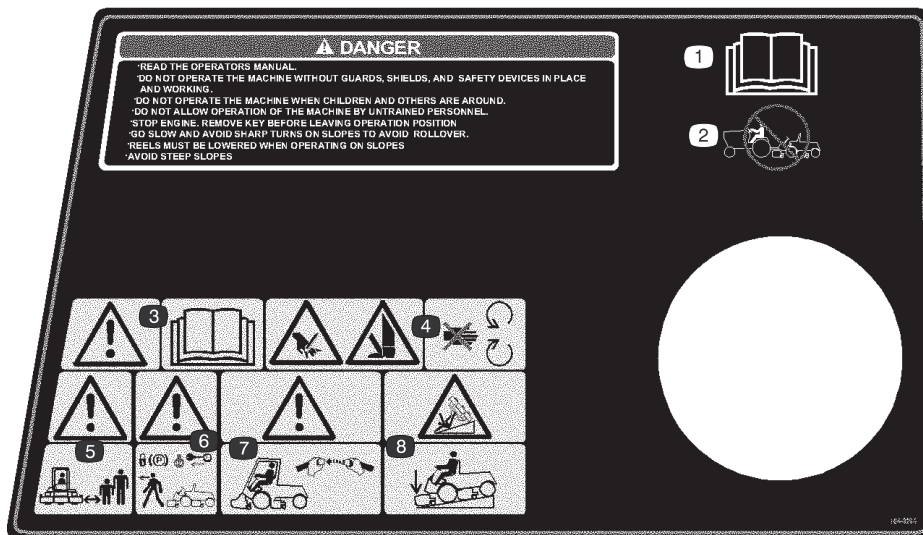 DANGER
•READ THE OPERATORS MANUAL.
•DO NOT OPERATE THE MACHINE WITHOUT GUARDS, SHIELDS, AND SAFETY DEVICES IN PLACE
AND WORKING.
•DO NOT OPERATE THE MACHINE WHEN CHILDREN AND OTHERS ARE AROUND.
•DO NOT ALLOW OPERATION OF THE MACHINE BY UNTRAINED PERSONNEL.
•STOP ENGINE. REMOVE KEY BEFORE LEAVING OPERATION POSITION
•GO SLOW AND AVOID SHARP TURNS ON SLOPES TO AVOID ROLLOVER.
•REELS MUST BE LOWERED WHEN OPERATING ON SLOPES
•AVOID STEEP SLOPES
1
2
3
4
5
6
7
8
(P)